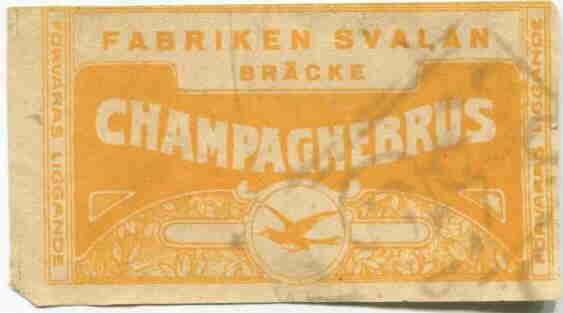 FABRIKEN SVALAN
BRÄCKE
CHAMPAGNEBRUS
FÖRVARAS LIGGANDE
FÖRVARAS LIGGANDE